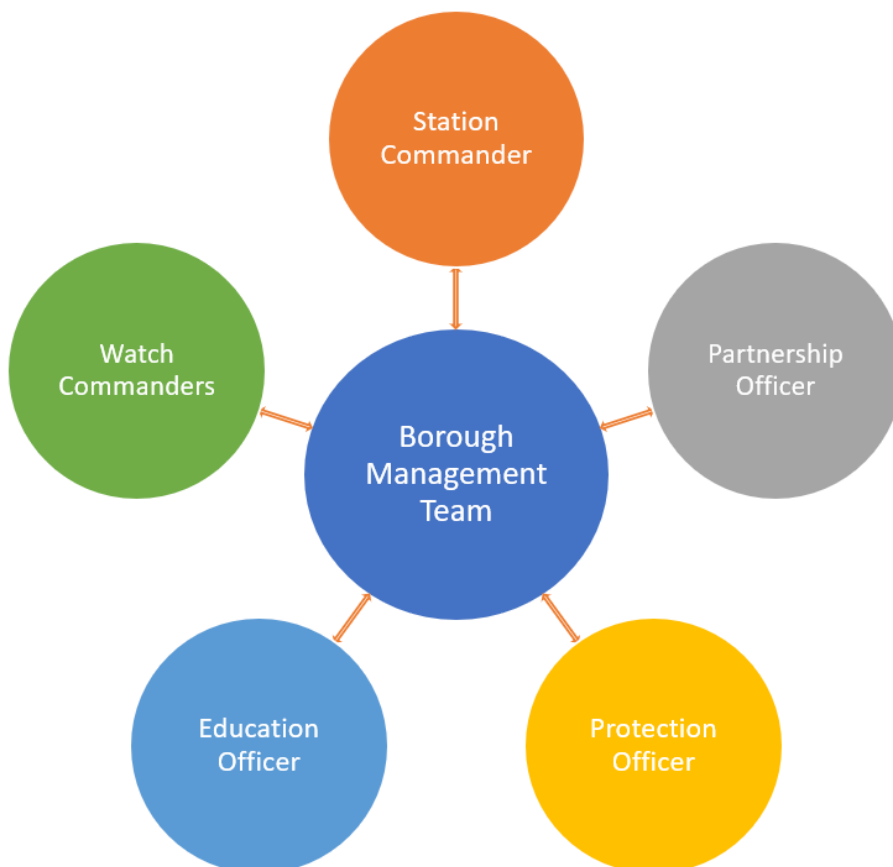 Station
Commander
Watch
Commanders
Partnership
Officer
Borough
Management
Team
Education
Officer
Protection
Officer